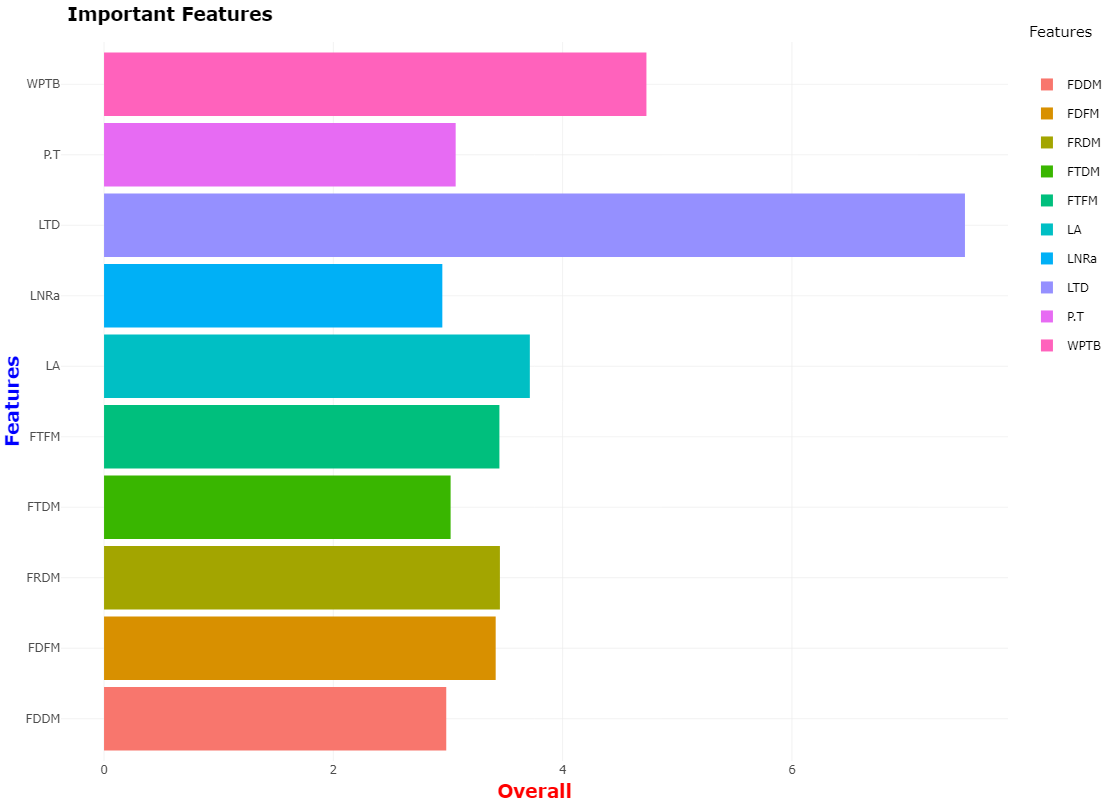 Important Features
Features
WPTB
P.T
LTD
LNRa
LA
FTFM
FTDM
FRDM
FDFM
FDDM
0 2 4 6
Overall
Features
FDDM
FDFM
FRDM
FTDM
FTFM
LA
LNRa
LTD
P.T
WPTB